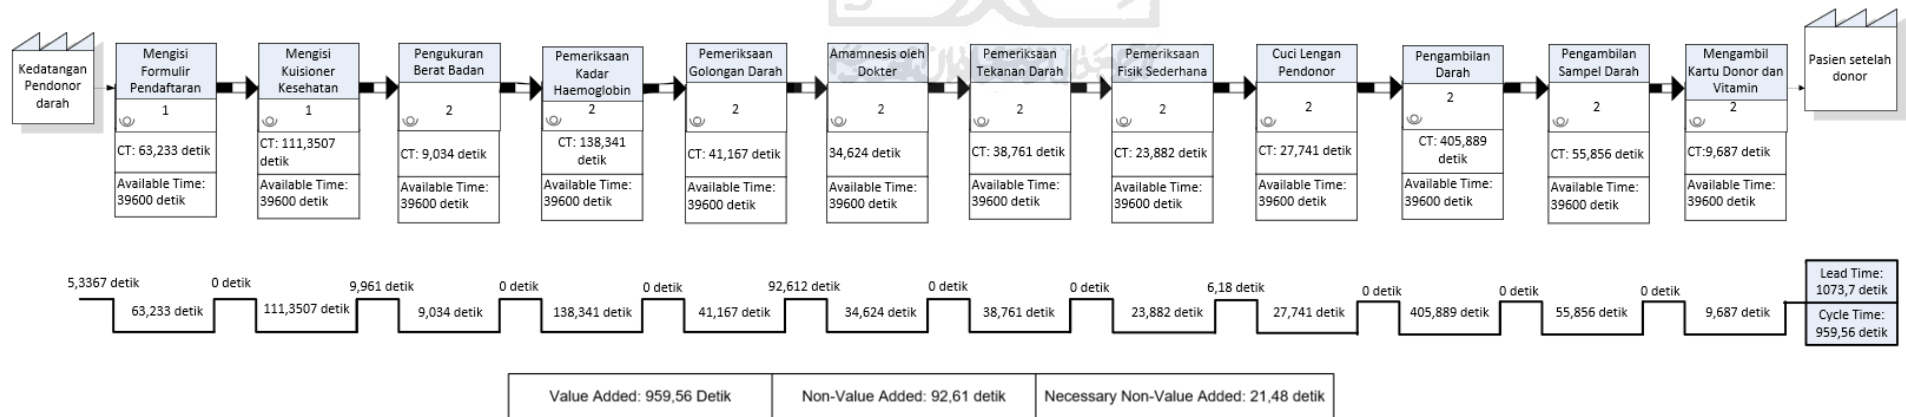 Kedatangan
Pendonor
darah
Mengisi
Formulir
Pendaftaran
1
CT: 63,233 detik
Available Time:
39600 detik
Mengisi
Kuisioner
Kesehatan
1
CT: 111,3507
detik
Available Time:
39600 detik
Pengukuran
Berat Badan
2
CT: 9,034 detik
Available Time:
39600 detik
Pemeriksaan
Kadar
Haemoglobin
2
CT: 138,341
detik
Available Time:
39600 detik
Pemeriksaan
Golongan Darah
2
CT: 41,167 detik
Available Time:
39600 detik
Amamnesis oleh
Dokter
2
34,624 detik
Available Time:
39600 detik
Pemeriksaan
Tekanan Darah
2
CT: 38,761 detik
Available Time:
39600 detik
Pemeriksaan
Fisik Sederhana
2
CT: 23,882 detik
Available Time:
39600 detik
Cuci Lengan
Pendonor
2
CT: 27,741 detik
Available Time:
39600 detik
Pengambilan
Darah
2
CT: 405,889
detik
Available Time:
39600 detik
Pengambilan
Sampel Darah
2
CT: 55,856 detik
Available Time:
39600 detik
Mengambil
Kartu Donor dan
Vitamin
2
CT:9,687 detik
Available Time:
39600 detik
Pasien setelah
donor
5,3367 detik
63,233 detik
0 detik
111,3507 detik
9,961 detik
9,034 detik
0 detik
138,341 detik
0 detik
41,167 detik
92,612 detik
34,624 detik
0 detik
38,761 detik
0 detik
23,882 detik
6,18 detik
27,741 detik
0 detik
405,889 detik
0 detik
55,856 detik
0 detik
9,687 detik
Lead Time:
1073,7 detik
Cycle Time:
959,56 detik
Value Added: 959,56 Detik
Non-Value Added: 92,61 detik
Necessary Non-Value Added: 21,48 detik